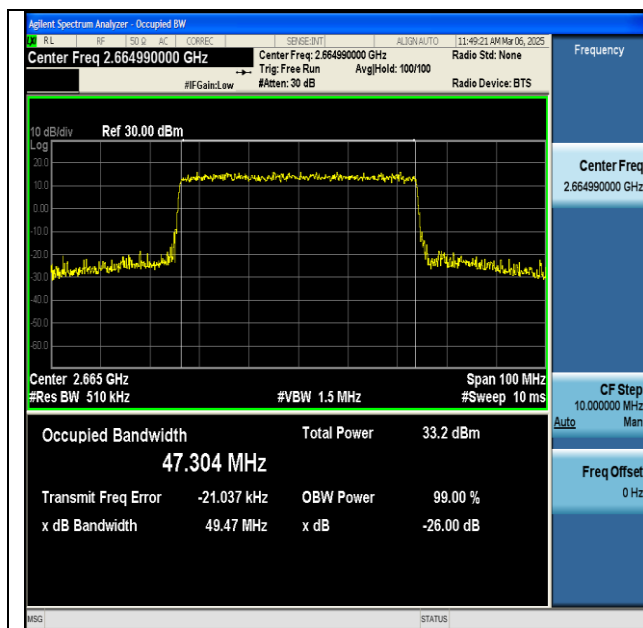 Agilent Spectrum Analyzer - Occupied BW
RL RF 50 Ω AC CORREC SENSE:INT ALIGN AUTO 11:49:21 AM Mar 06, 2025
Center Freq 2.664990000 GHz
Center Freq: 2.664990000 GHz
Radio Std: None
Trig: Free Run Avg|Hold: 100/100
#IFGain:Low
#Atten: 30 dB
Radio Device: BTS
10 dB/div Ref 30.00 dBm
Log
20.0
10.0
0.00
-10.0
-20.0
-30.0
-40.0
-50.0
-60.0
Center 2.665 GHz Span 100 MHz
#Res BW 510 kHz #VBW 1.5 MHz #Sweep 10 ms
Occupied Bandwidth Total Power 33.2 dBm
47.304 MHz
Transmit Freq Error -21.037 kHz OBW Power 99.00 %
x dB Bandwidth 49.47 MHz x dB -26.00 dB
Frequency
Center Freq
2.664990000 GHz
CF Step
10.000000 MHz
Auto Man
Freq Offset
0 Hz
MSG STATUS